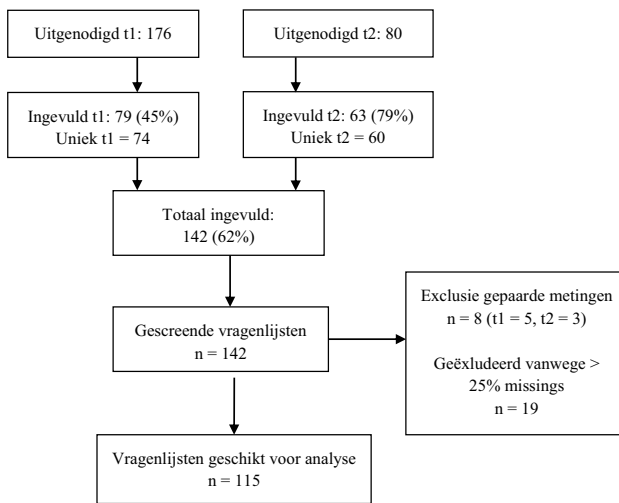 Uitgenodigd t1: 176
Uitgenodigd t2: 80
Ingevuld t1: 79 (45%)
Uniek t1 = 74
Ingevuld t2: 63 (79%)
Uniek t2 = 60
Totaal ingevuld:
142 (62%)
Gescreende vragenlijsten
n = 142
Exclusie gepaarde metingen
n = 8 (t1 = 5, t2 = 3)
Geëxludeerd vanwege >
25% missings
n = 19
Vragenlijsten geschikt voor analyse
n = 115